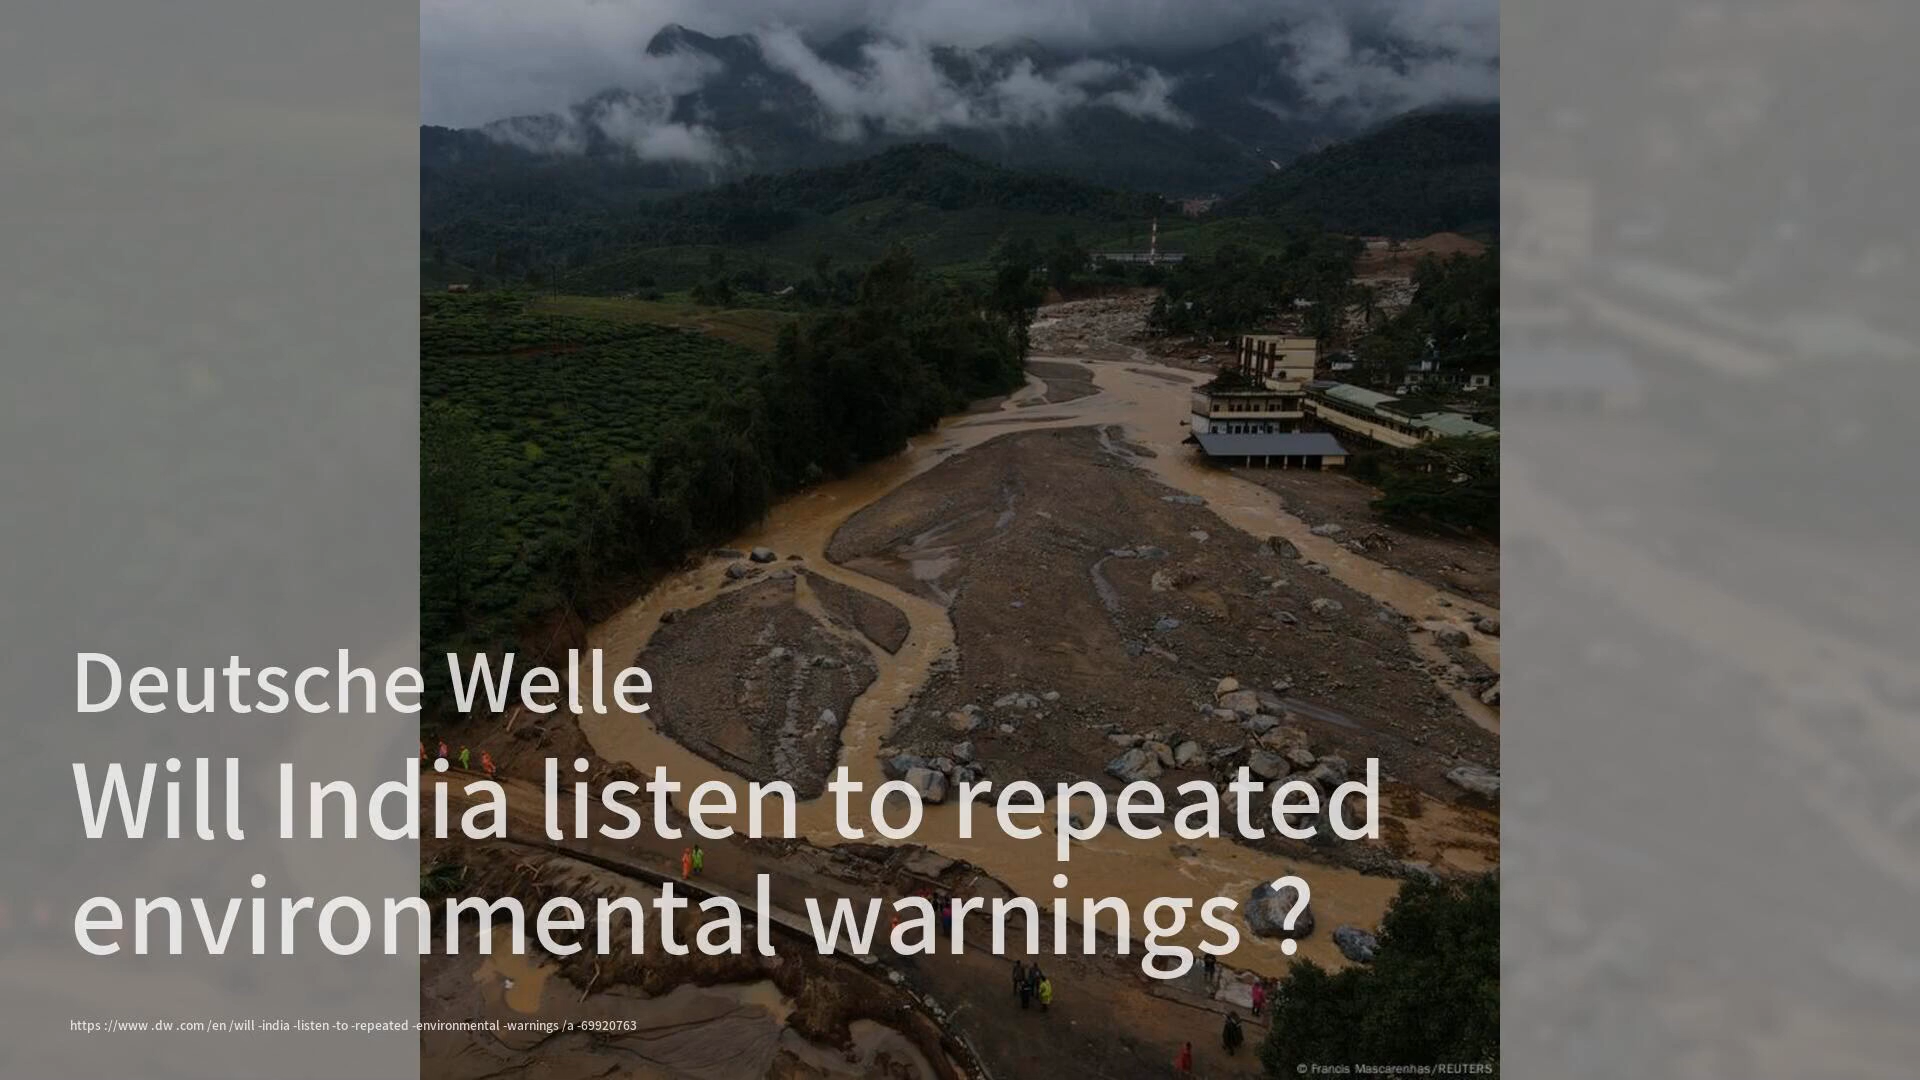 Deutsche Welle
Will India listen to repeated
environmental warnings ?
https ://www .dw .com /en /will -india -listen -to -repeated -environmental -warnings /a -69920763
© Francis Mascarenhas/REUTERS